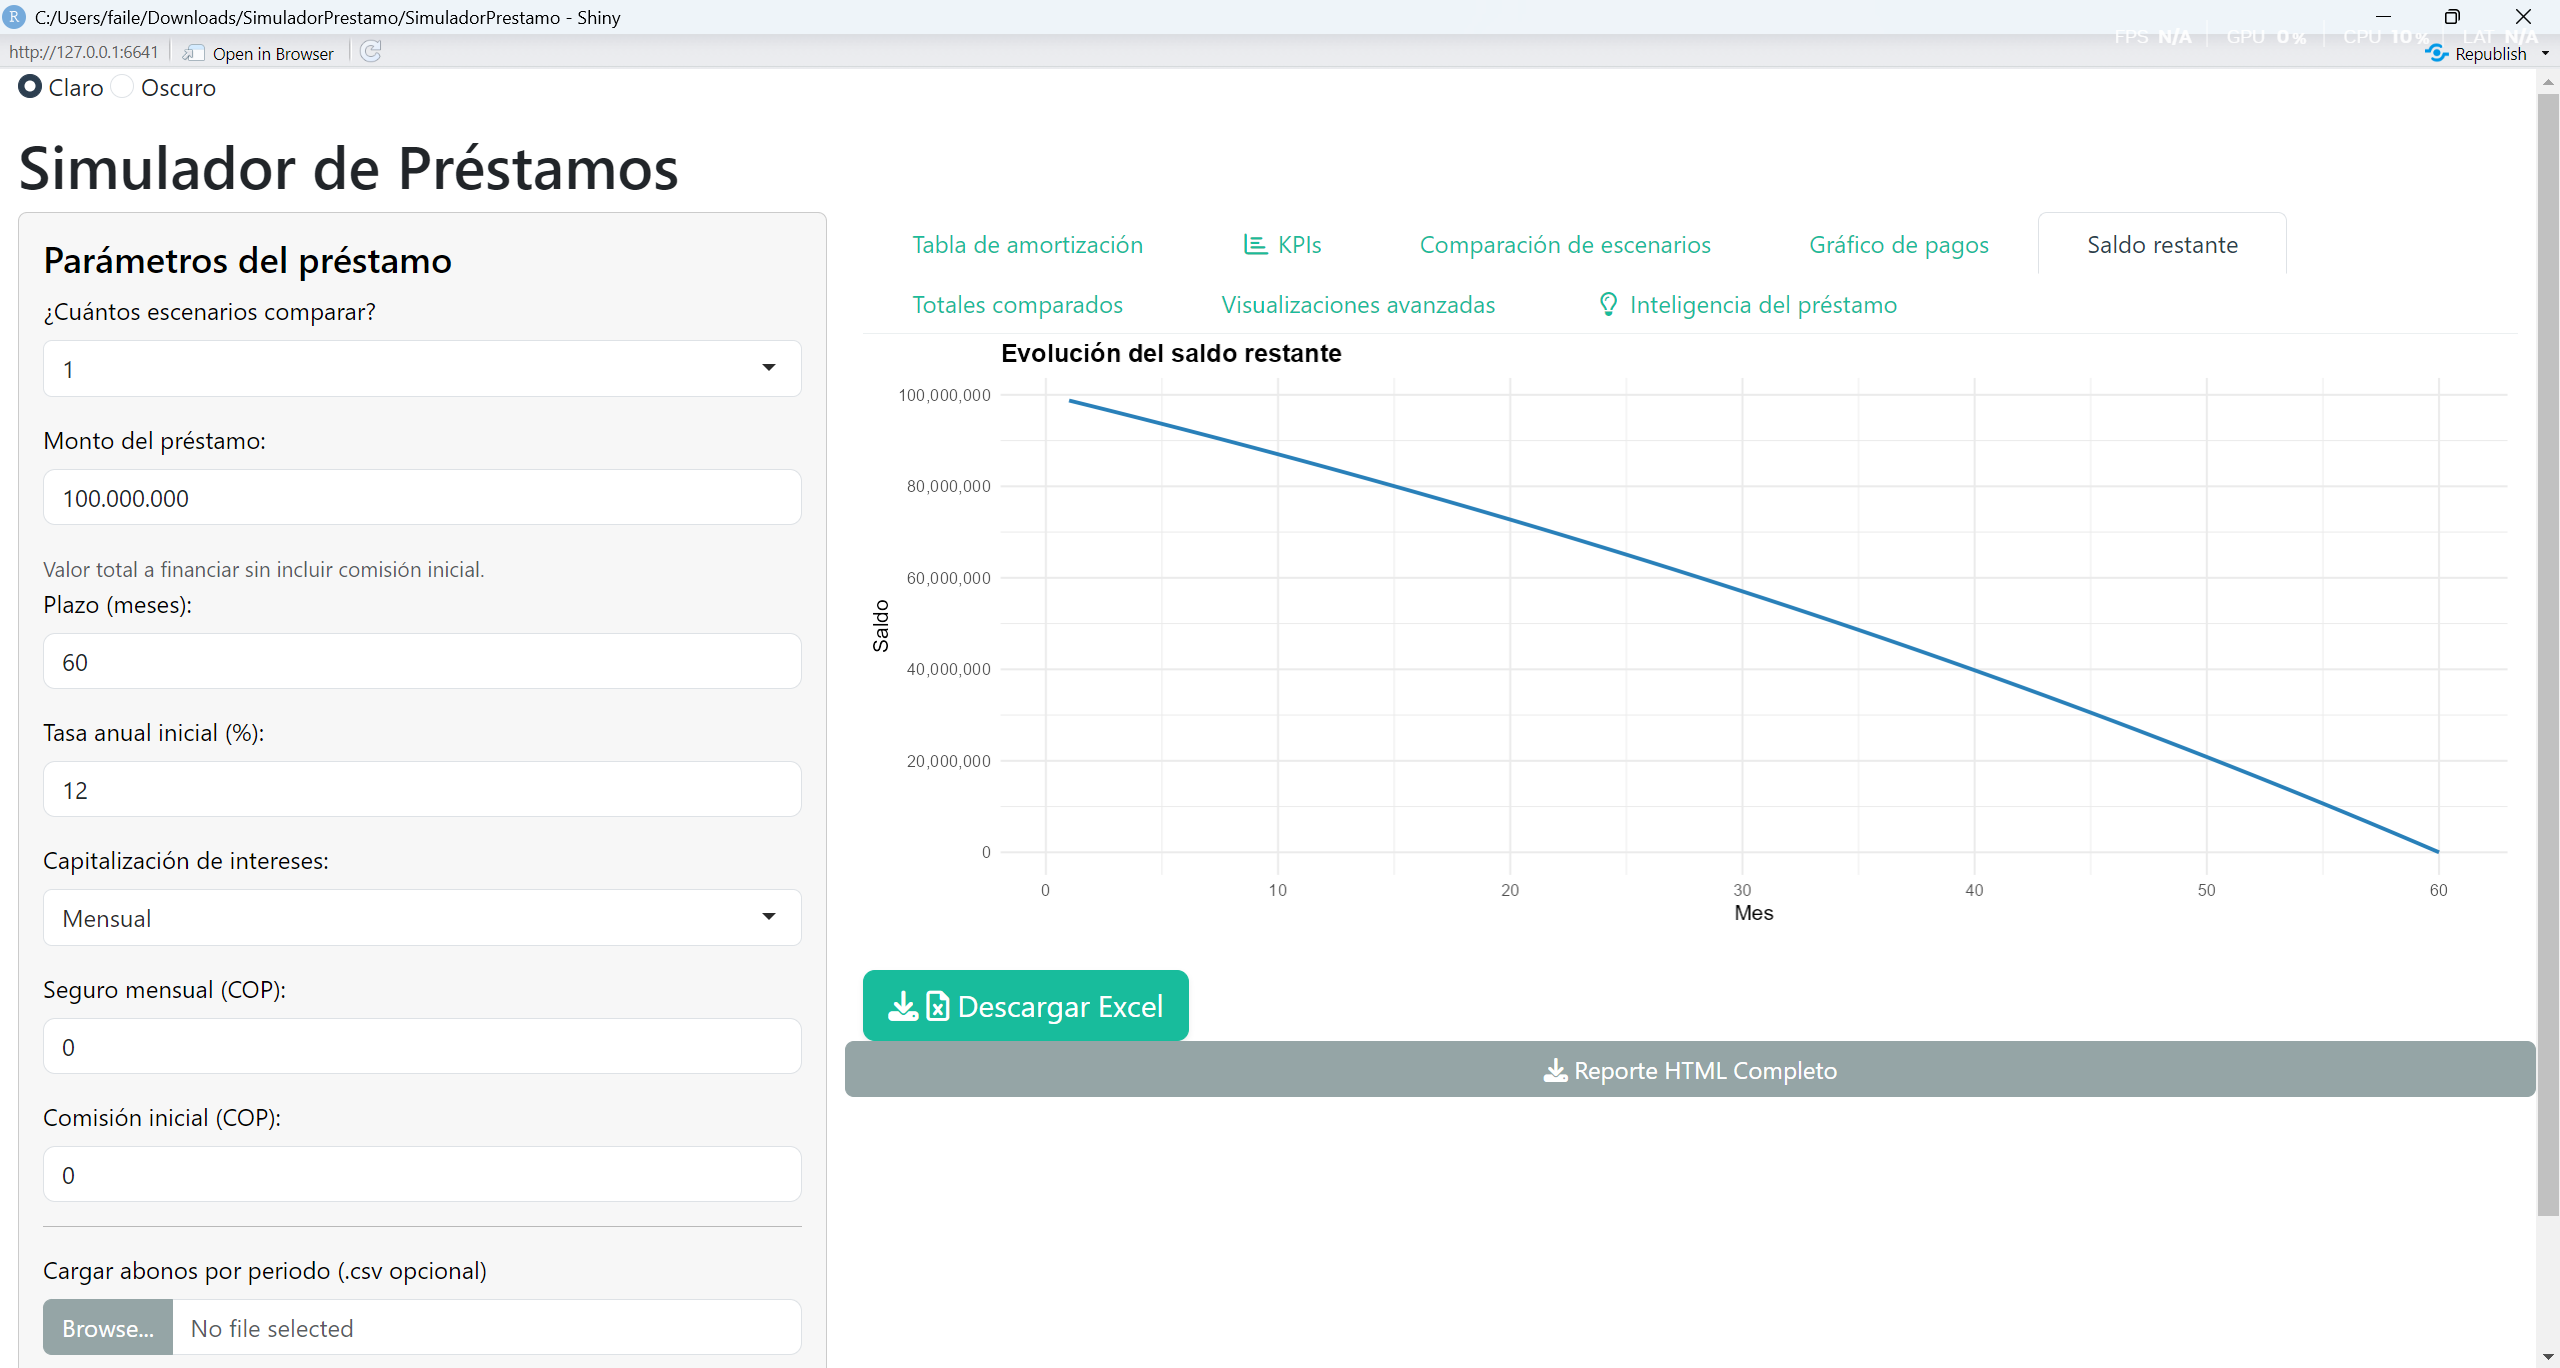 C:/Users/faile/Downloads/SimuladorPrestamo/SimuladorPrestamo - Shiny
FPS N/A GPU 0% CPU 10% LAT N/A
http://127.0.0.1:6641 Open in Browser Republish
Claro Oscuro
Simulador de Préstamos
Parámetros del préstamo
¿Cuántos escenarios comparar?
1
Monto del préstamo:
100.000.000
Valor total a financiar sin incluir comisión inicial.
Plazo (meses):
60
Tasa anual inicial (%):
12
Capitalización de intereses:
Mensual
Seguro mensual (COP):
0
Comisión inicial (COP):
0
Cargar abonos por periodo (.csv opcional)
Browse... No file selected
Tabla de amortización KPIs Comparación de escenarios Gráfico de pagos Saldo restante
Totales comparados Visualizaciones avanzadas Inteligencia del préstamo
Evolución del saldo restante
100,000,000
80,000,000
60,000,000
40,000,000
20,000,000
0
Saldo
0 10 20 30 40 50 60
Mes
Descargar Excel
Reporte HTML Completo